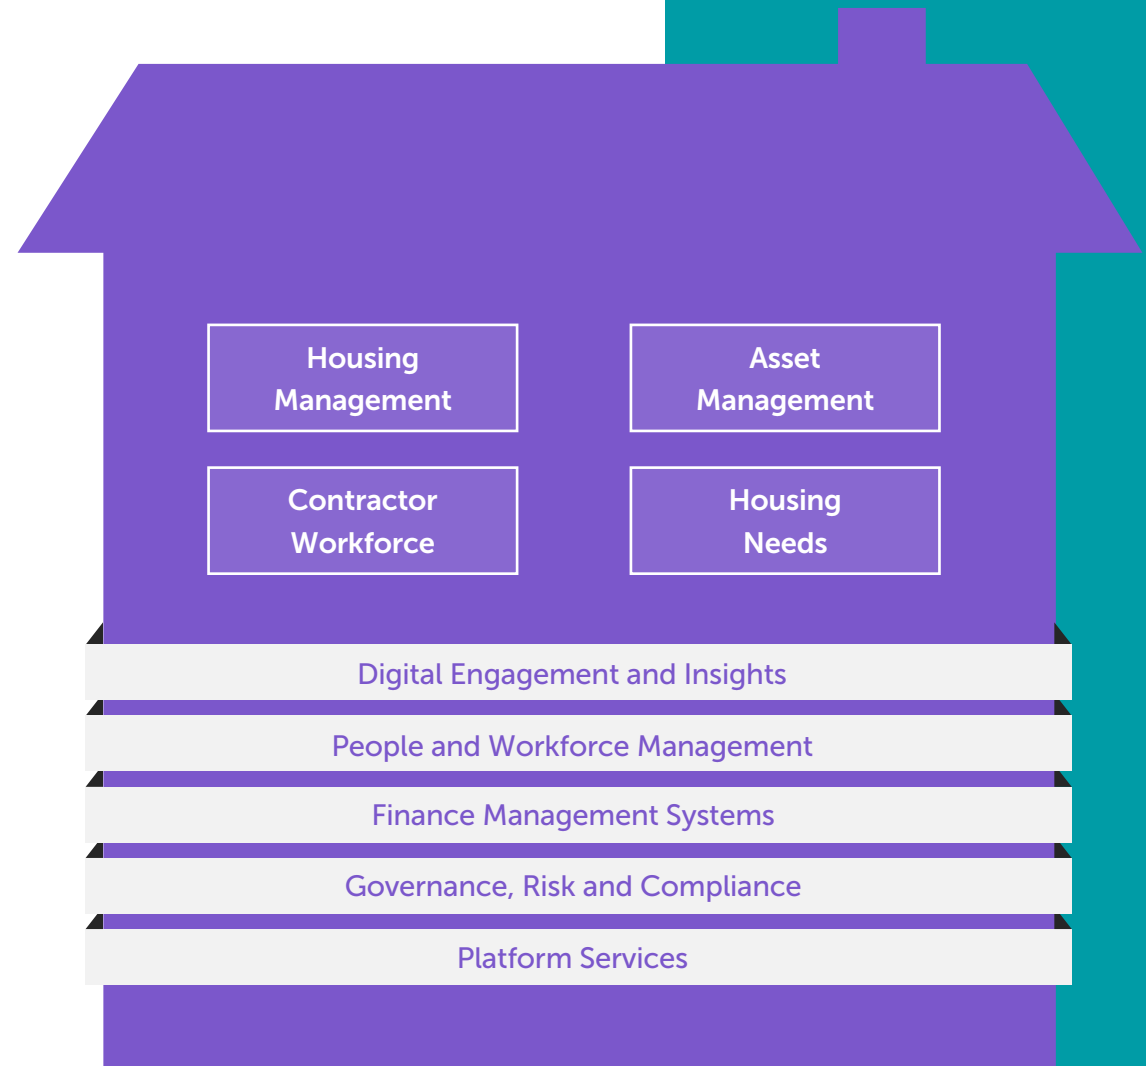 Housing
Management
Asset
Management
Contractor
Workforce
Housing
Needs
Digital Engagement and Insights
People and Workforce Management
Finance Management Systems
Governance, Risk and Compliance
Platform Services